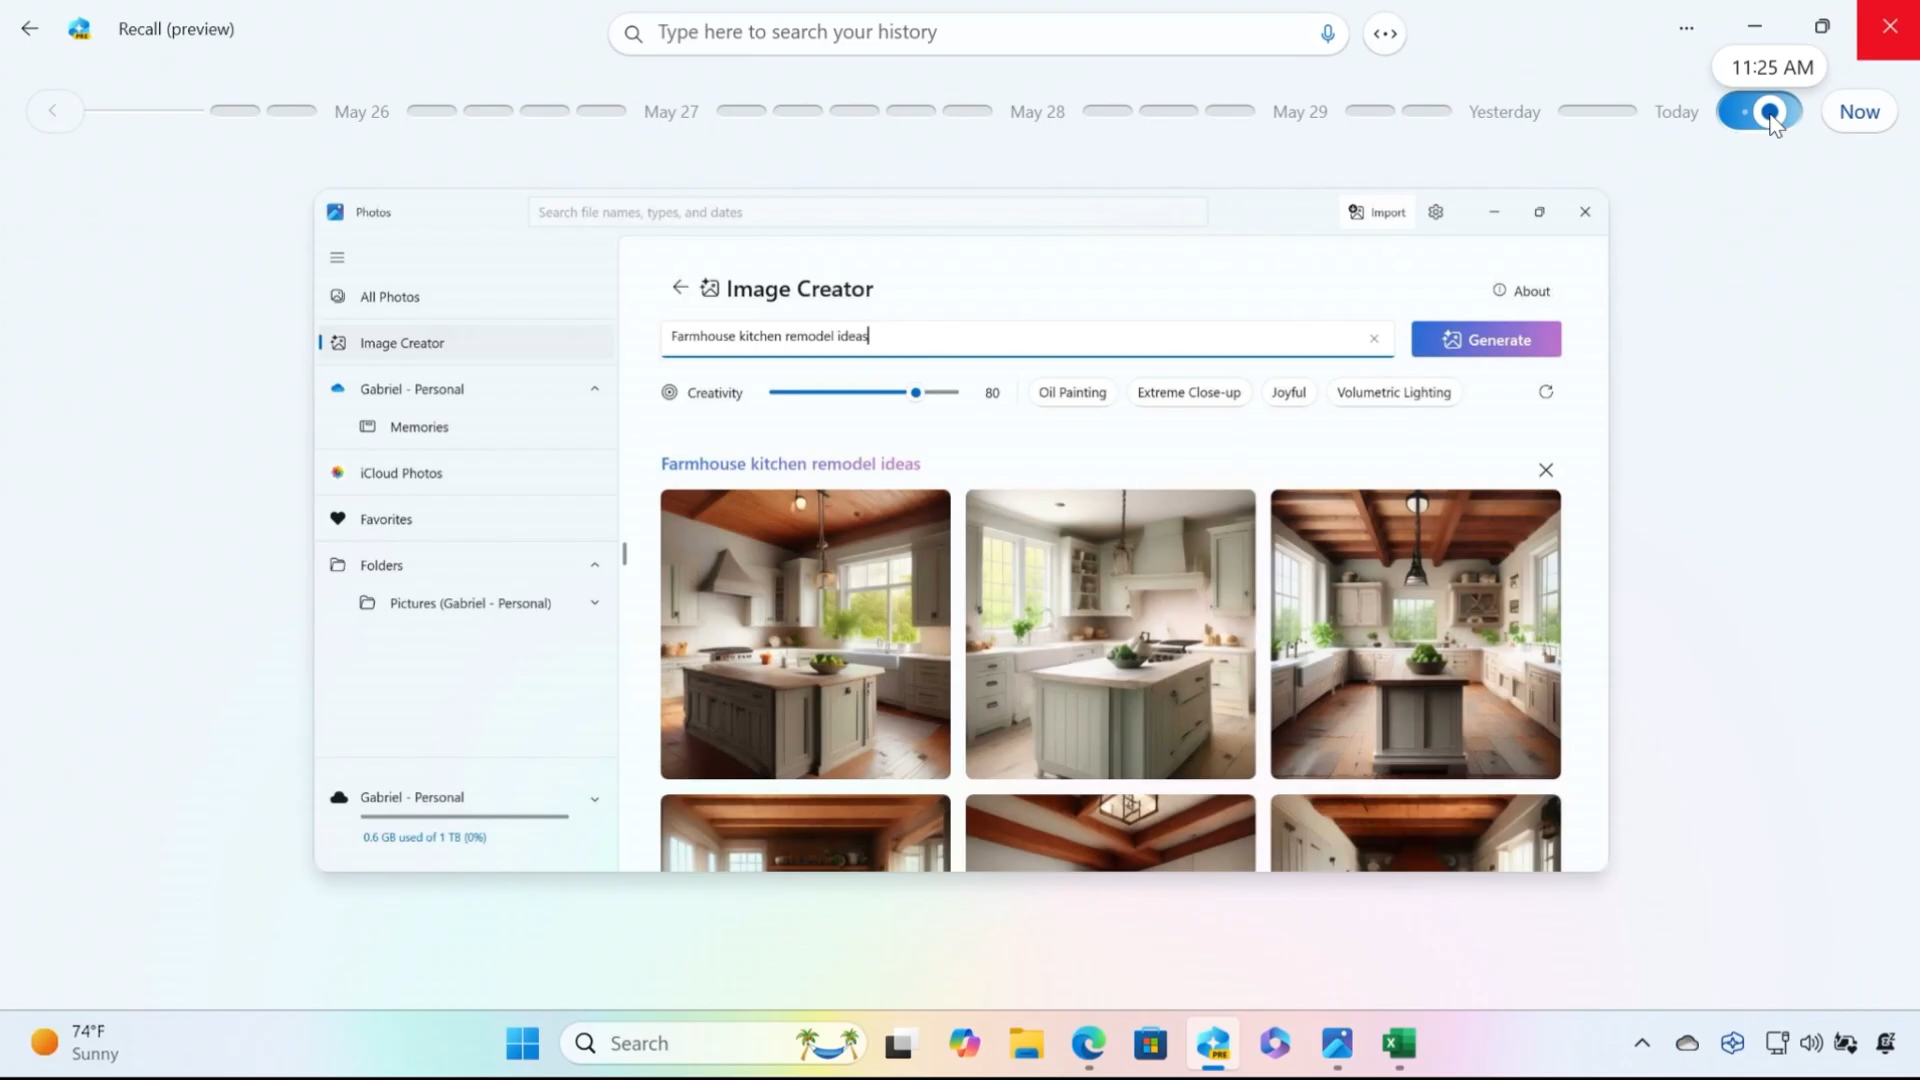 Recall (preview)
Type here to search your history
11:25 AM
May 26
May 27
May 28
May 29
Yesterday
Today
Now
Photos
Search file names, types, and dates
Import
All Photos
Image Creator
Gabriel - Personal
Memories
iCloud Photos
Favorites
Folders
Pictures (Gabriel - Personal)
Gabriel - Personal
0.6 GB used of 1 TB (0%)
Image Creator
About
Farmhouse kitchen remodel ideas
Generate
Creativity
80
Oil Painting
Extreme Close-up
Joyful
Volumetric Lighting
Farmhouse kitchen remodel ideas
74°F
Sunny
Search
PRE